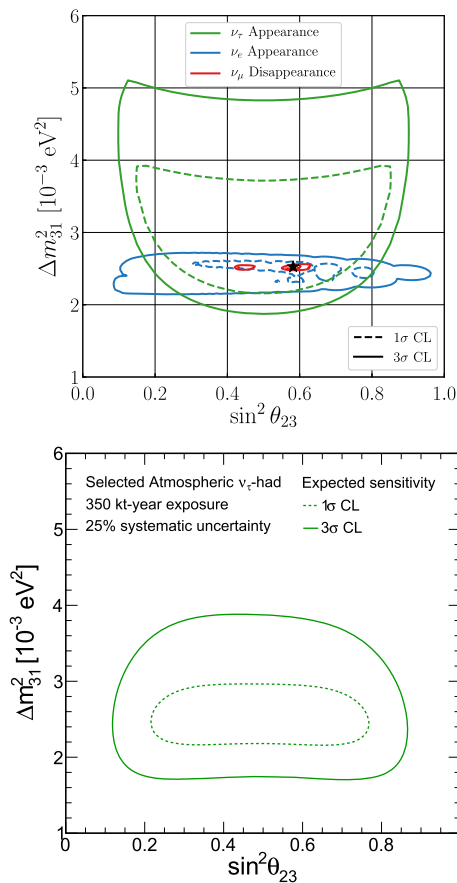 6
5
4
3
2
1
Δm²₃₁ [10⁻³ eV²]
ντ Appearance
νe Appearance
νμ Disappearance
1σ CL
3σ CL
0.0 0.2 0.4 0.6 0.8 1.0
sin² θ₂₃
6
5
4
3
2
1
Δm²₃₁ [10⁻³ eV²]
Selected Atmospheric ντ-had
350 kt-year exposure
25% systematic uncertainty
Expected sensitivity
1σ CL
3σ CL
0 0.2 0.4 0.6 0.8
sin²θ₂₃